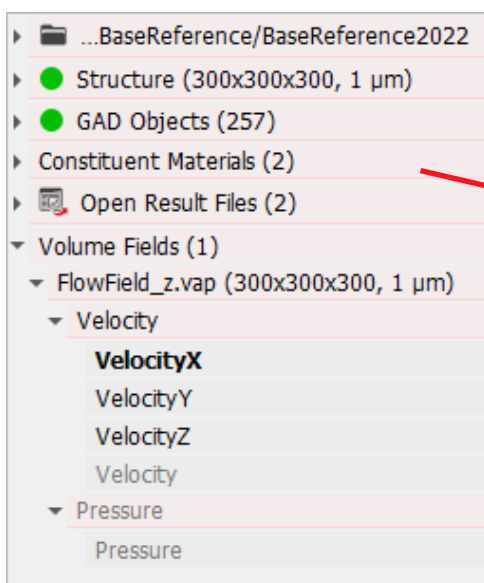 ...BaseReference/BaseReference2022
Structure (300x300x300, 1 µm)
GAD Objects (257)
Constituent Materials (2)
Open Result Files (2)
Volume Fields (1)
FlowField_z.vap (300x300x300, 1 µm)
Velocity
VelocityX
VelocityY
VelocityZ
Velocity
Pressure
Pressure